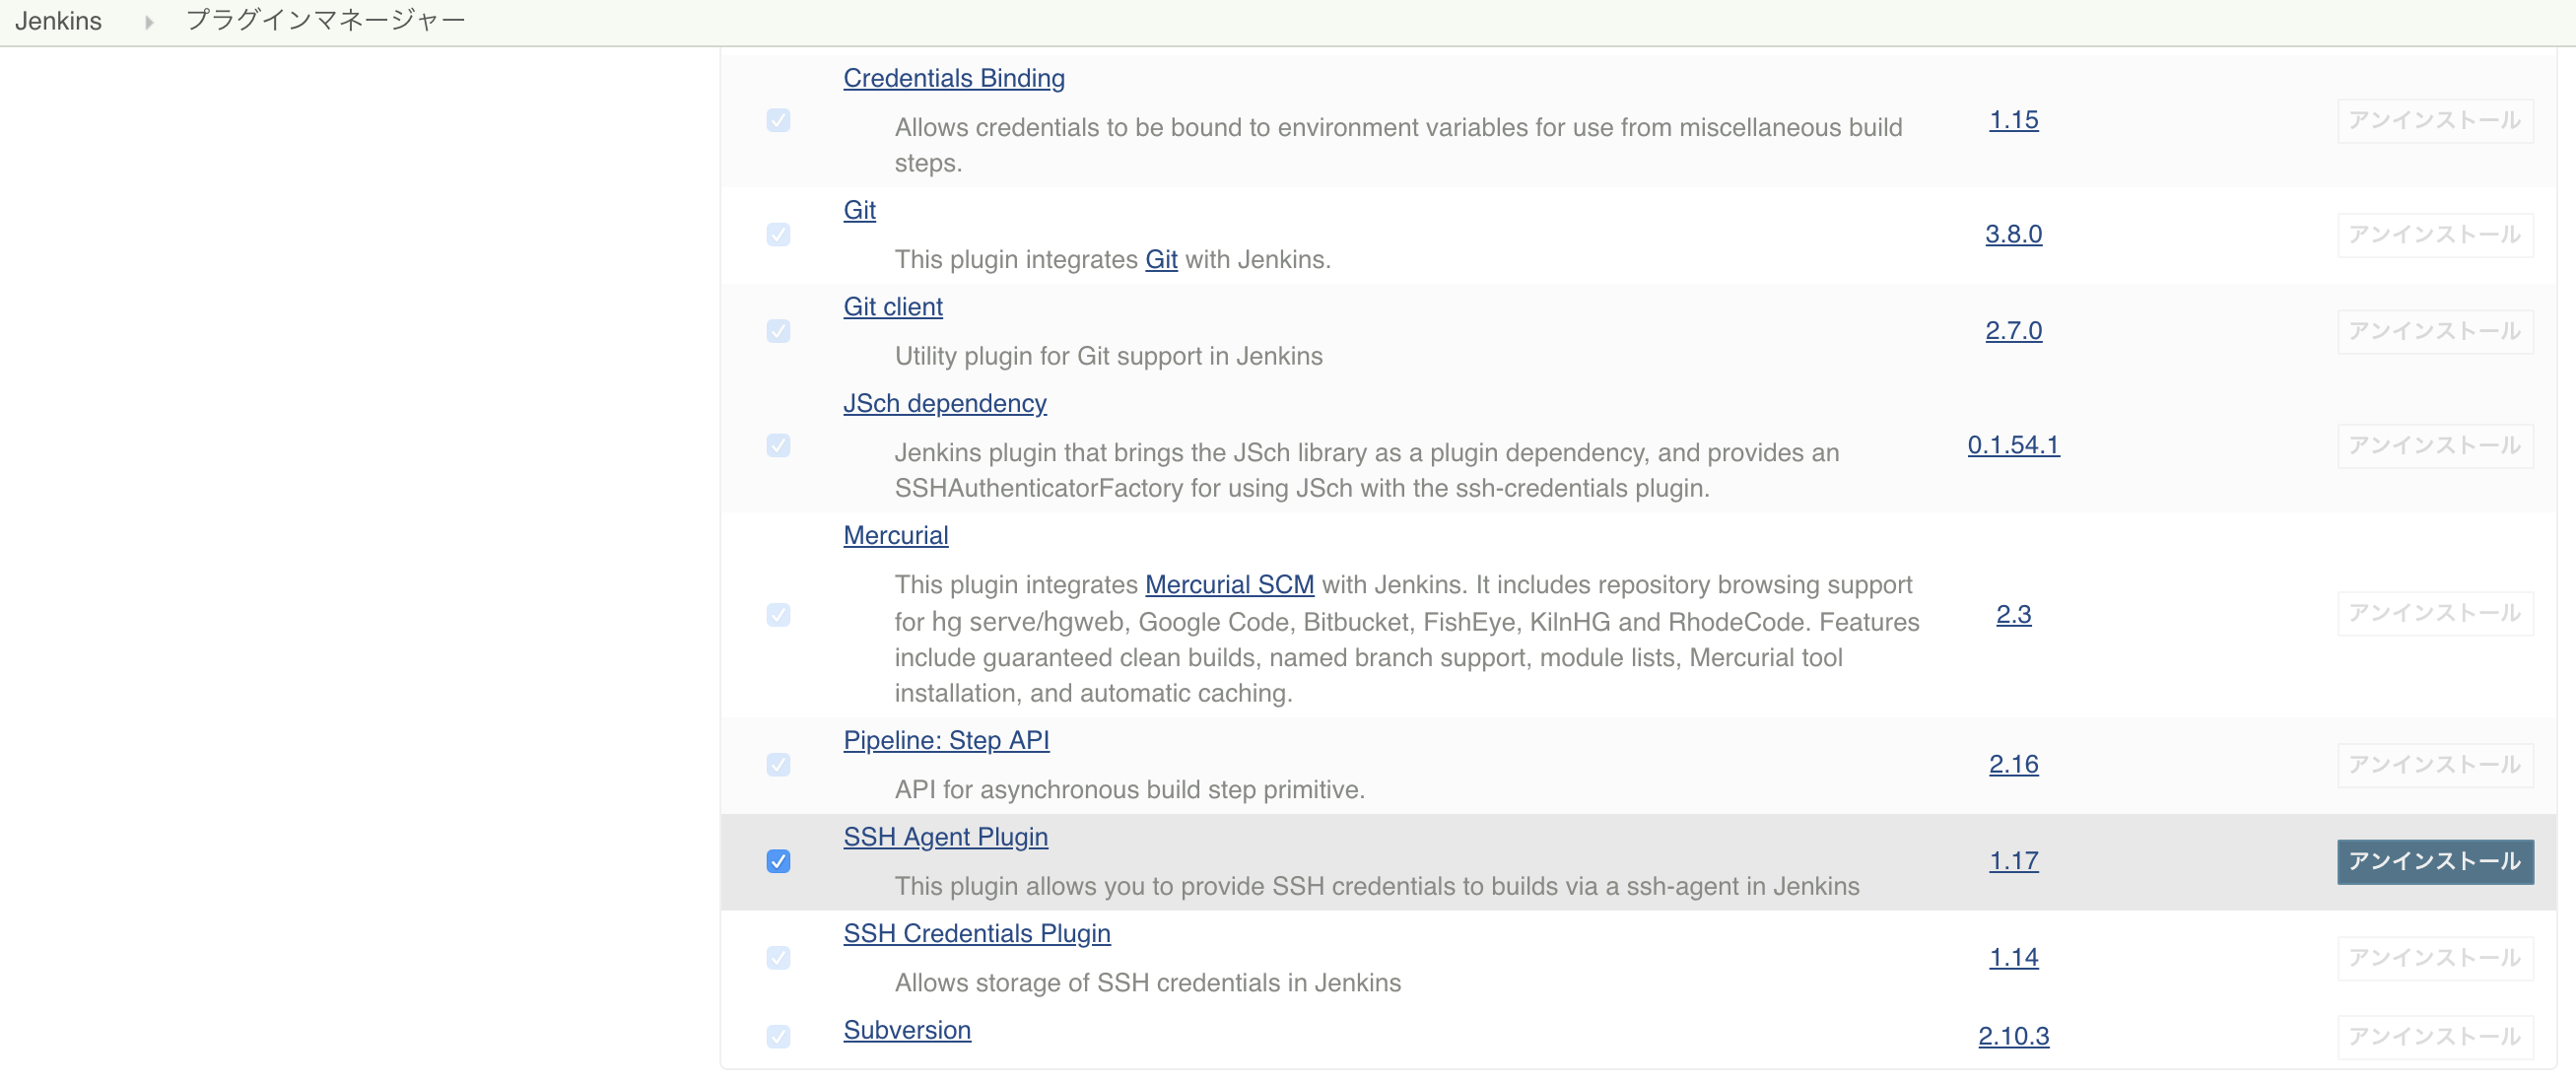 Jenkins プラグインマネージャー
Credentials Binding
Allows credentials to be bound to environment variables for use from miscellaneous build
steps.
1.15
アンインストール
Git
This plugin integrates Git with Jenkins.
3.8.0
アンインストール
Git client
Utility plugin for Git support in Jenkins
2.7.0
アンインストール
JSch dependency
Jenkins plugin that brings the JSch library as a plugin dependency, and provides an
SSHAuthenticatorFactory for using JSch with the ssh-credentials plugin.
0.1.54.1
アンインストール
Mercurial
This plugin integrates Mercurial SCM with Jenkins. It includes repository browsing support
for hg serve/hgweb, Google Code, Bitbucket, FishEye, KilnHG and RhodeCode. Features
include guaranteed clean builds, named branch support, module lists, Mercurial tool
installation, and automatic caching.
2.3
アンインストール
Pipeline: Step API
API for asynchronous build step primitive.
2.16
アンインストール
SSH Agent Plugin
This plugin allows you to provide SSH credentials to builds via a ssh-agent in Jenkins
1.17
アンインストール
SSH Credentials Plugin
Allows storage of SSH credentials in Jenkins
1.14
アンインストール
Subversion
2.10.3
アンインストール